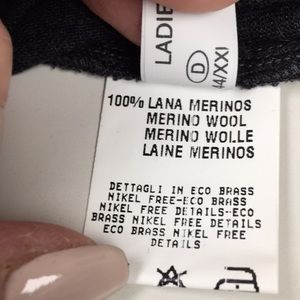 LADIE
D
44/XXL
100% LANA MERINOS
MERINO WOOL
MERINO WOLLE
LAINE MERINOS
DETTAGLI IN ECO BRASS
NIKEL FREE-ECO BRASS
NIKEL FREE DETAILS-ECO
BRASS NIKEL FREE DETAILS
ECO BRASS NIKEL FREE
DETAILS